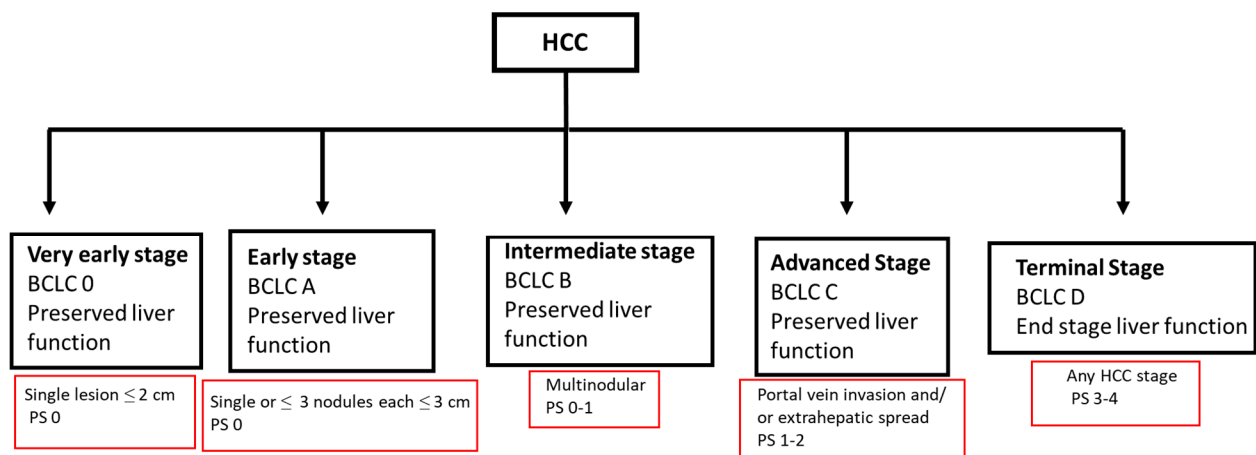 HCC
Very early stage
BCLC 0
Preserved liver
function
Single lesion ≤ 2 cm
PS 0
Early stage
BCLC A
Preserved liver
function
Single or ≤ 3 nodules each ≤ 3 cm
PS 0
Intermediate stage
BCLC B
Preserved liver
function
Multinodular
PS 0-1
Advanced Stage
BCLC C
Preserved liver
function
Portal vein invasion and/
or extrahepatic spread
PS 1-2
Terminal Stage
BCLC D
End stage liver function
Any HCC stage
PS 3-4